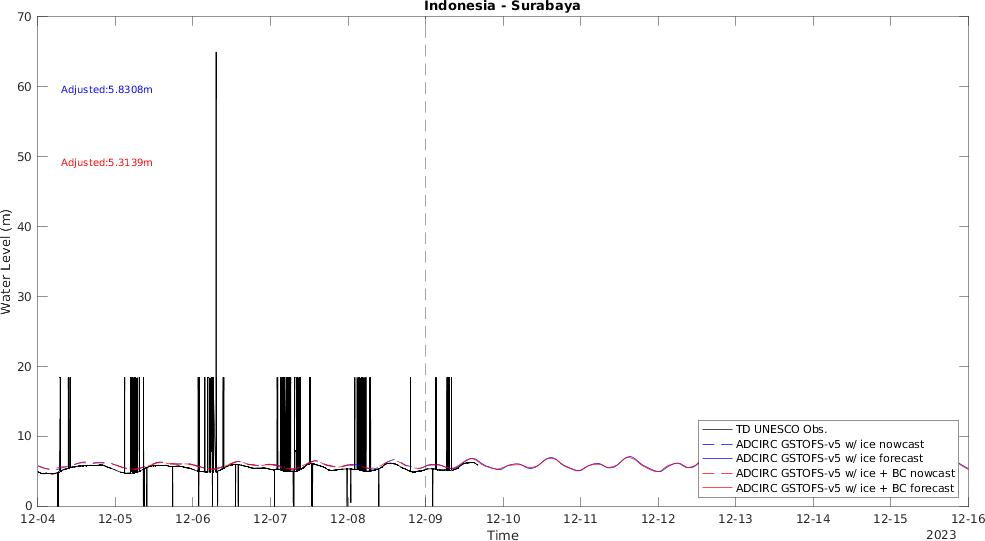 Indonesia - Surabaya
70
60
50
40
30
20
10
0
Water Level (m)
Adjusted:5.8308m
Adjusted:5.3139m
TD UNESCO Obs.
ADCIRC GSTOFS-v5 w/ ice nowcast
ADCIRC GSTOFS-v5 w/ ice forecast
ADCIRC GSTOFS-v5 w/ ice + BC nowcast
ADCIRC GSTOFS-v5 w/ ice + BC forecast
12-04 12-05 12-06 12-07 12-08 12-09 12-10 12-11 12-12 12-13 12-14 12-15 12-16
Time
2023